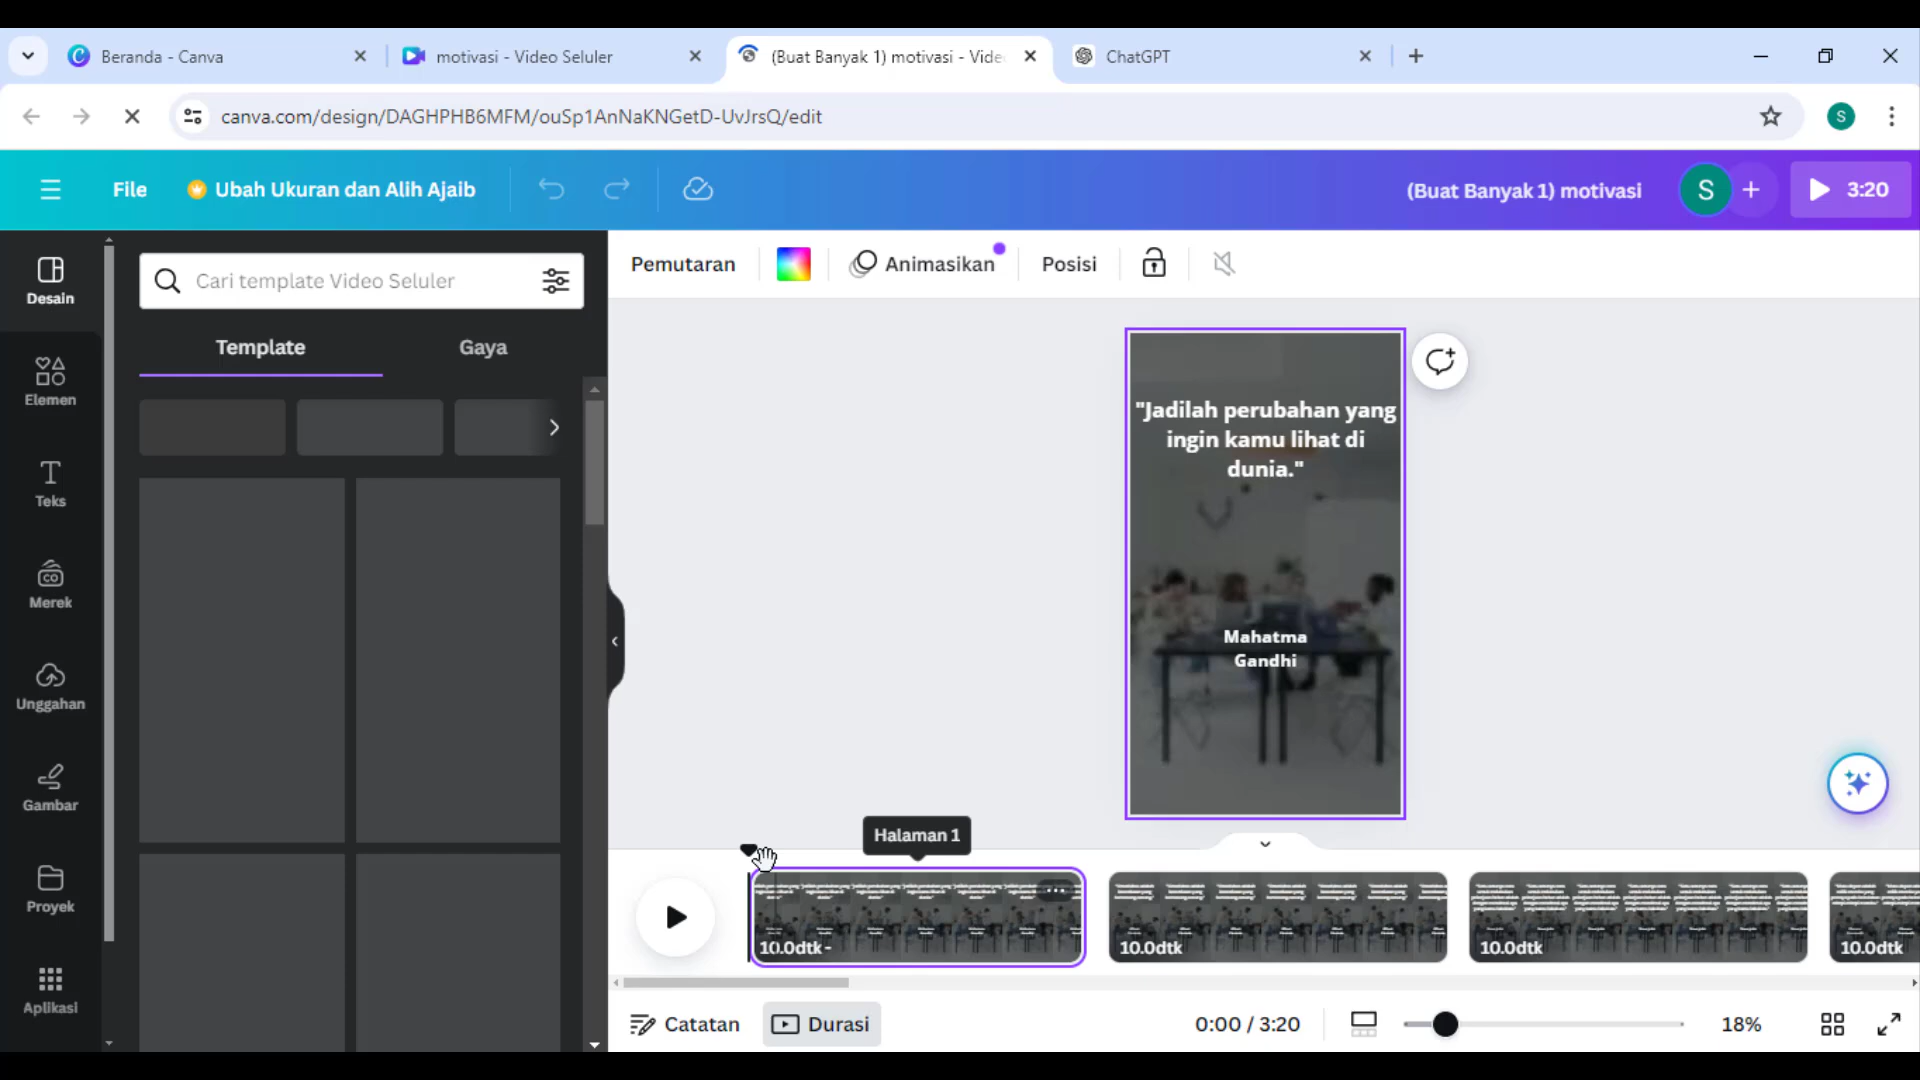 Beranda - Canva
motivasi - Video Seluler
(Buat Banyak 1) motivasi - Vide
ChatGPT
canva.com/design/DAGHPHB6MFM/ouSp1AnNaKNGetD-UvJrsQ/edit
S
File
Ubah Ukuran dan Alih Ajaib
(Buat Banyak 1) motivasi
S
3:20
Desain
Elemen
Teks
Merek
Unggahan
Gambar
Proyek
Aplikasi
Cari template Video Seluler
Template
Gaya
Pemutaran
Animasikan
Posisi
"Jadilah perubahan yang
ingin kamu lihat di
dunia."
Mahatma
Gandhi
Halaman 1
10.0dtk -
10.0dtk
10.0dtk
10.0dtk
Catatan
Durasi
0:00 / 3:20
18%